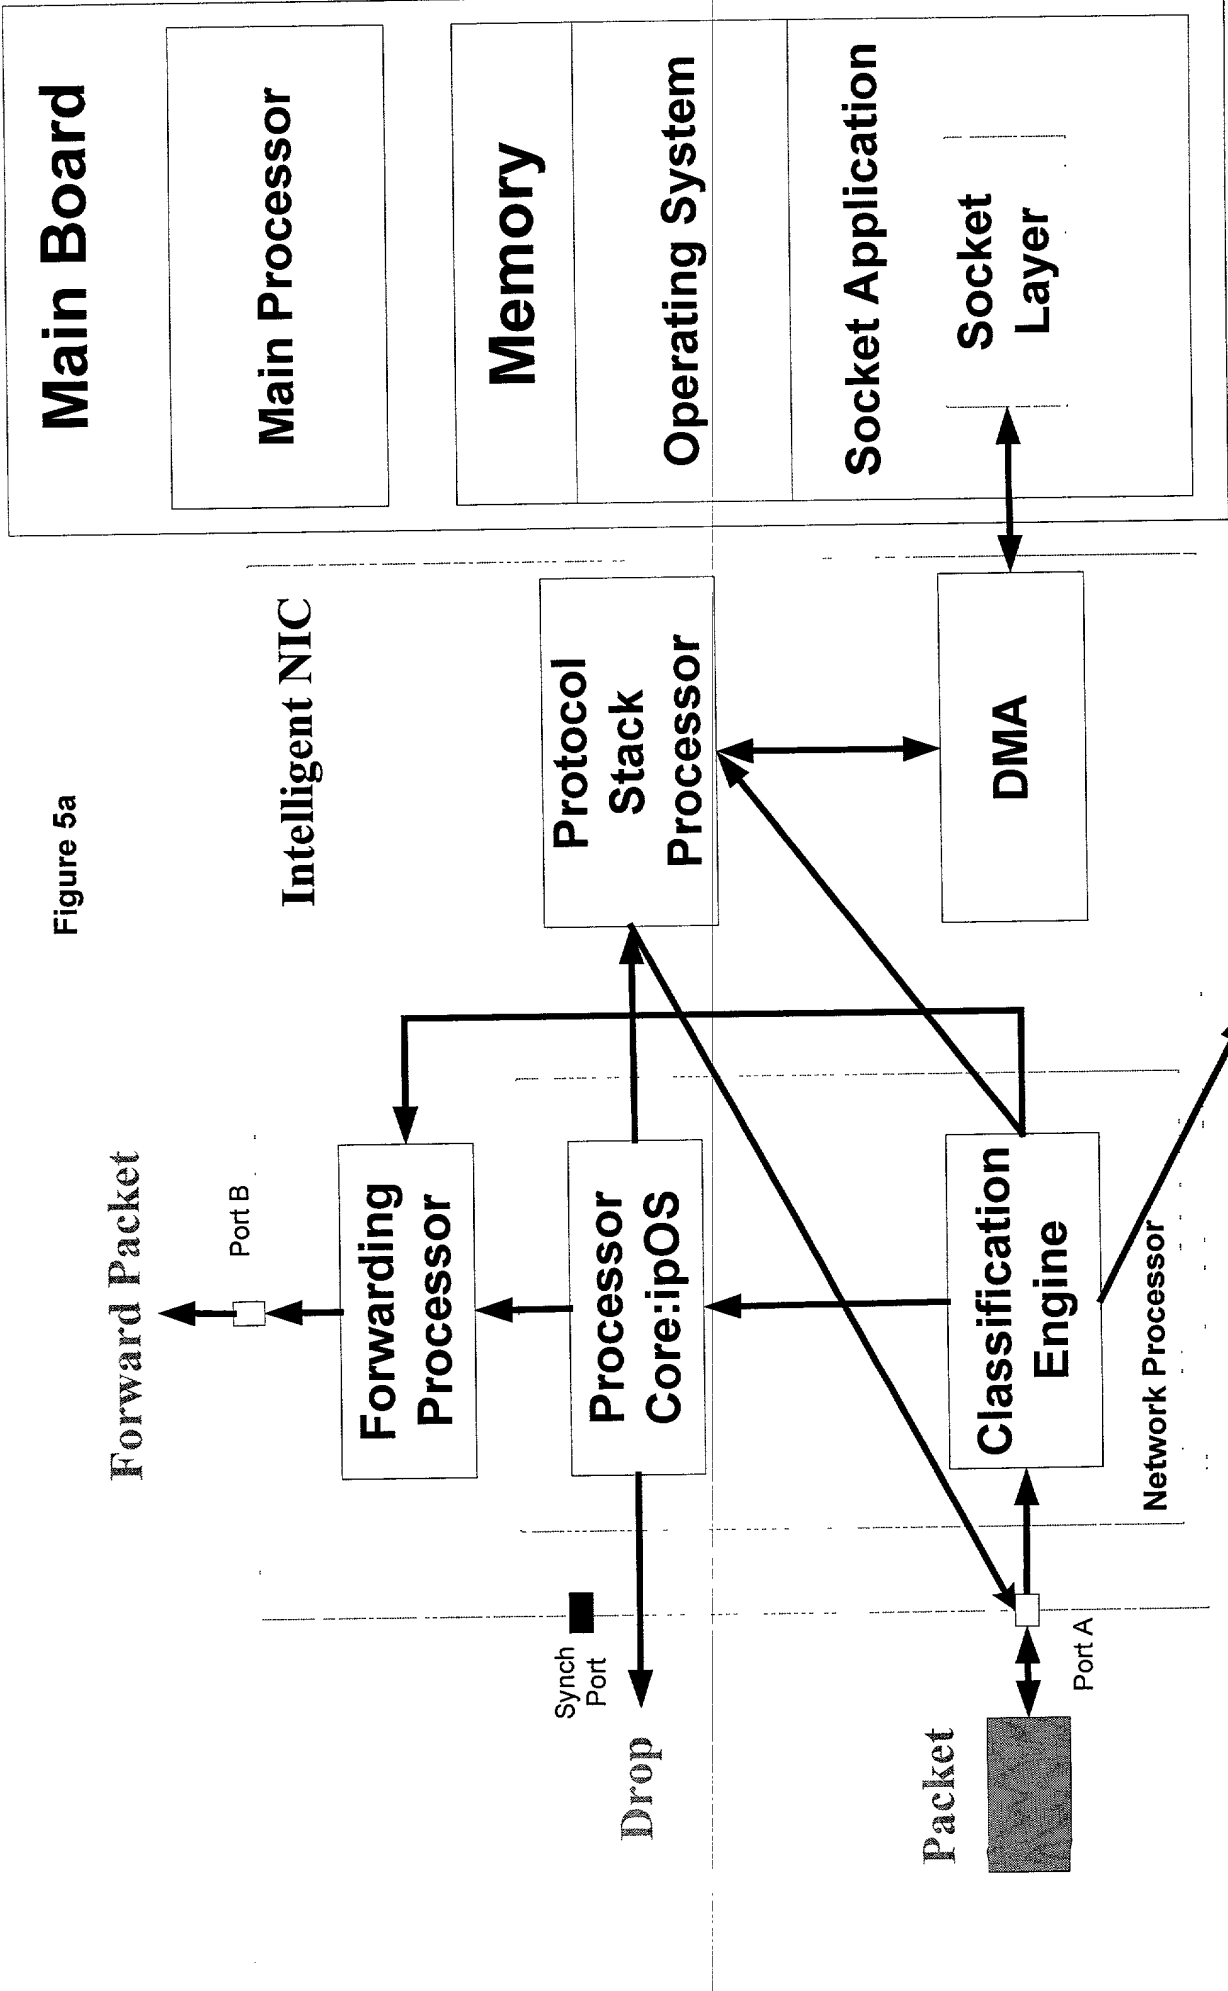 Figure 5a
Main Board
Main Processor
Memory
Operating System
Socket Application
Socket
Layer
Intelligent NIC
Protocol
Stack
Processor
DMA
Forward Packet
Port B
Forwarding
Processor
Processor
Core:ipOS
Classification
Engine
Network Processor
Synch
Port
Drop
Port A
Packet